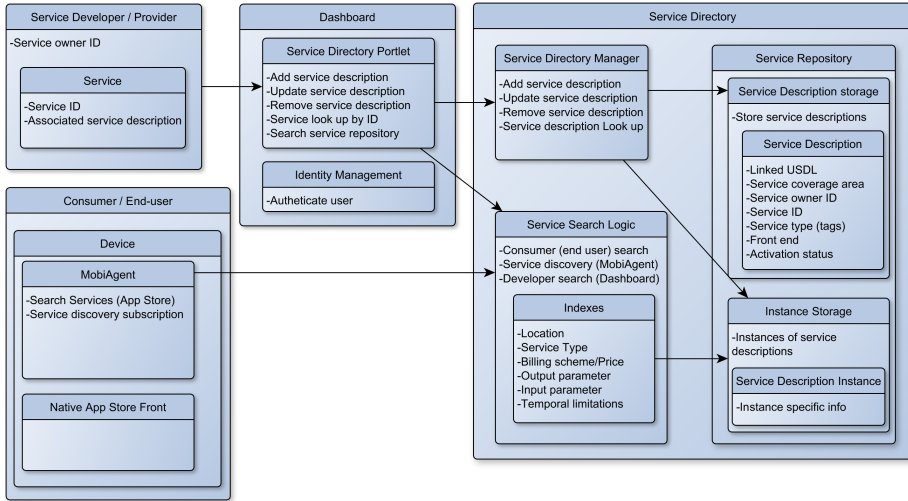 Service Developer / Provider
-Service owner ID
Service
-Service ID
-Associated service description
Consumer / End-user
Device
MobiAgent
-Search Services (App Store)
-Service discovery subscription
Native App Store Front
Dashboard
Service Directory Portlet
-Add service description
-Update service description
-Remove service description
-Service look up by ID
-Search service repository
Identity Management
-Autheticate user
Service Directory
Service Directory Manager
-Add service description
-Update service description
-Remove service description
-Service description Look up
Service Search Logic
-Consumer (end user) search
-Service discovery (MobiAgent)
-Developer search (Dashboard)
Indexes
-Location
-Service Type
-Billing scheme/Price
-Output parameter
-Input parameter
-Temporal limitations
Service Repository
Service Description storage
-Store service descriptions
Service Description
-Linked USDL
-Service coverage area
-Service owner ID
-Service ID
-Service type (tags)
-Front end
-Activation status
Instance Storage
-Instances of service
descriptions
Service Description Instance
-Instance specific info